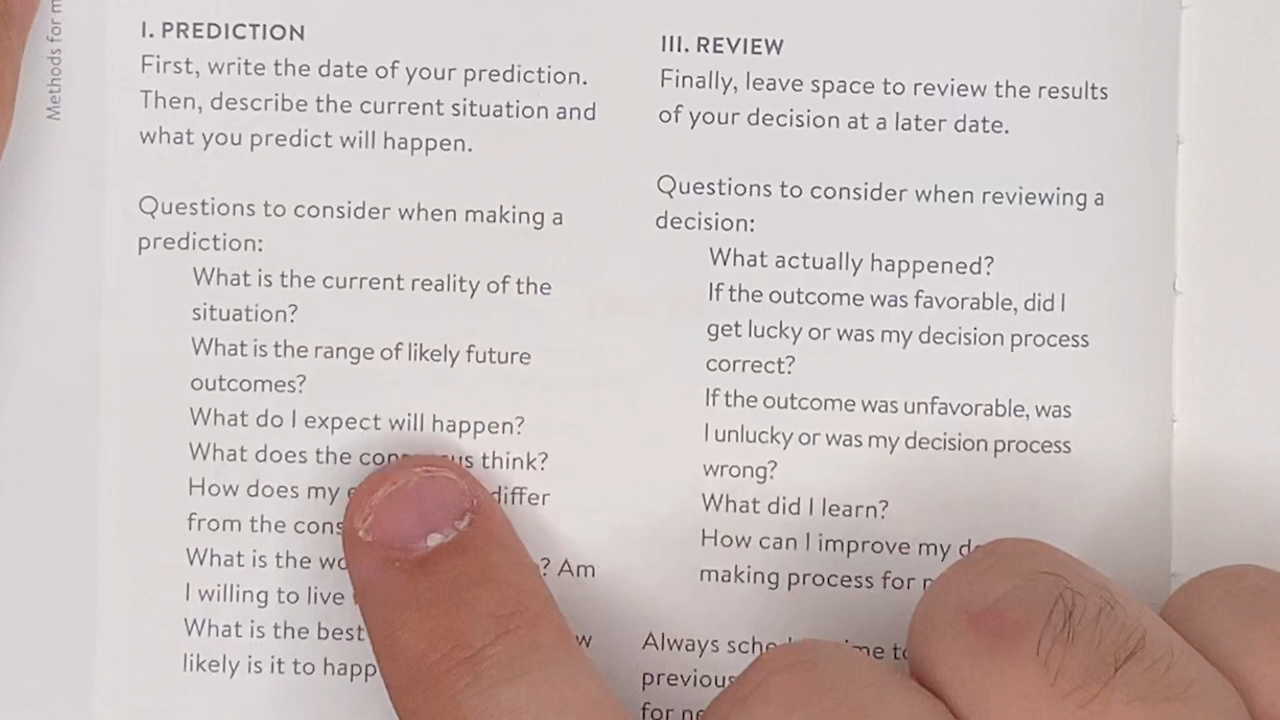 Methods for m
I. PREDICTION
First, write the date of your prediction.
Then, describe the current situation and
what you predict will happen.
Questions to consider when making a
prediction:
What is the current reality of the
situation?
What is the range of likely future
outcomes?
What do I expect will happen?
What does the think?
How does my differ
from the cons
What is the wo ? Am
I willing to live
What is the best w
likely is it to happ
III. REVIEW
Finally, leave space to review the results
of your decision at a later date.
Questions to consider when reviewing a
decision:
What actually happened?
If the outcome was favorable, did I
get lucky or was my decision process
correct?
If the outcome was unfavorable, was
I unlucky or was my decision process
wrong?
What did I learn?
How can I improve my
making process for
Always
previous
for